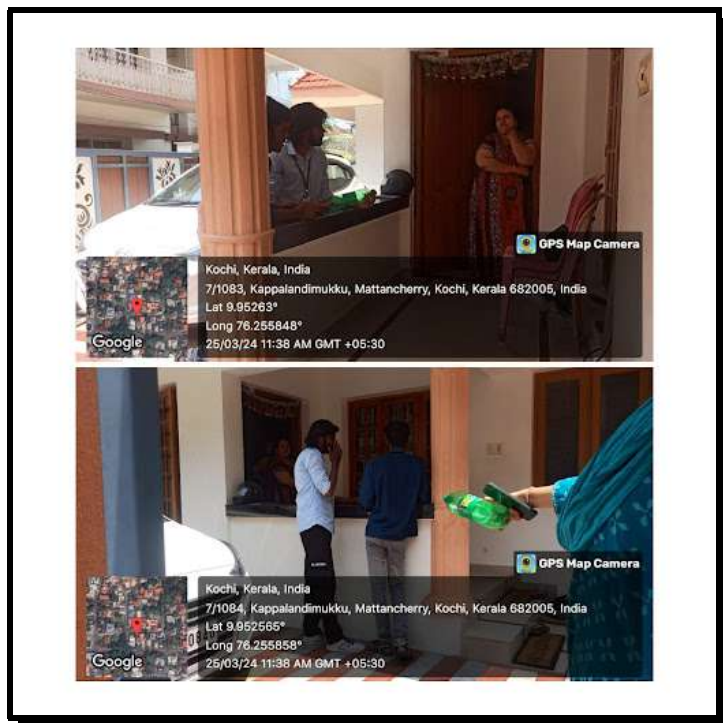 GPS Map Camera
Kochi, Kerala, India
7/1083, Kappalandimukku, Mattancherry, Kochi, Kerala 682005, India
Lat 9.95263°
Long 76.255848°
25/03/24 11:38 AM GMT +05:30
Google
GPS Map Camera
Kochi, Kerala, India
7/1084, Kappalandimukku, Mattancherry, Kochi, Kerala 682005, India
Lat 9.952565°
Long 76.255858°
25/03/24 11:38 AM GMT +05:30
Google